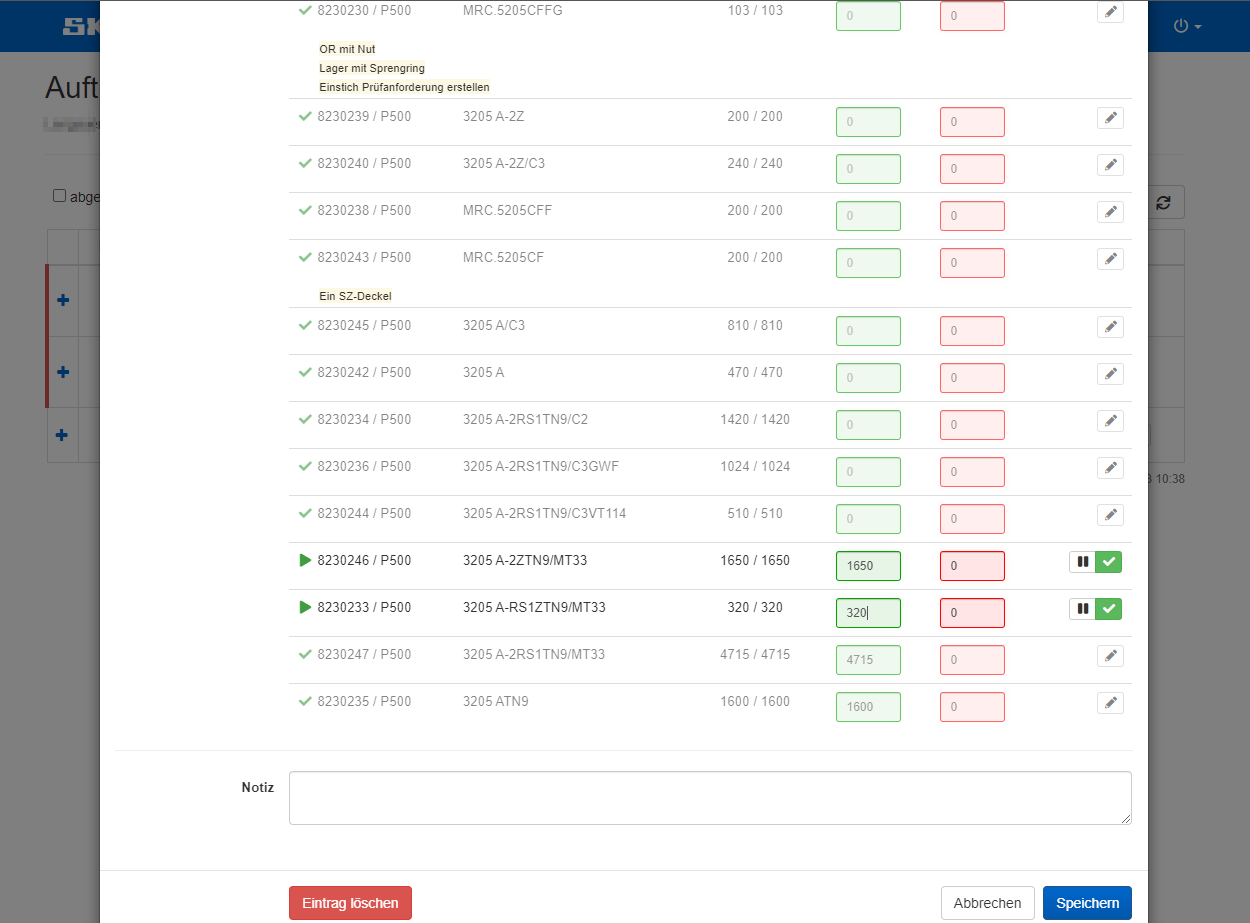 8230230 / P500 MRC.5205CFFG 103 / 103 0 0
OR mit Nut
Lager mit Sprengring
Einstich Prüfanforderung erstellen
8230239 / P500 3205 A-2Z 200 / 200 0 0
8230240 / P500 3205 A-2Z/C3 240 / 240 0 0
8230238 / P500 MRC.5205CFF 200 / 200 0 0
8230243 / P500 MRC.5205CF 200 / 200 0 0
Ein SZ-Deckel
8230245 / P500 3205 A/C3 810 / 810 0 0
8230242 / P500 3205 A 470 / 470 0 0
8230234 / P500 3205 A-2RS1TN9/C2 1420 / 1420 0 0
8230236 / P500 3205 A-2RS1TN9/C3GWF 1024 / 1024 0 0
8230244 / P500 3205 A-2RS1TN9/C3VT114 510 / 510 0 0
8230246 / P500 3205 A-2ZTN9/MT33 1650 / 1650 1650 0
8230233 / P500 3205 A-RS1ZTN9/MT33 320 / 320 320 0
8230247 / P500 3205 A-2RS1TN9/MT33 4715 / 4715 4715 0
8230235 / P500 3205 ATN9 1600 / 1600 1600 0
Notiz
Eintrag löschen Abbrechen Speichern
Auft
abge
10:38